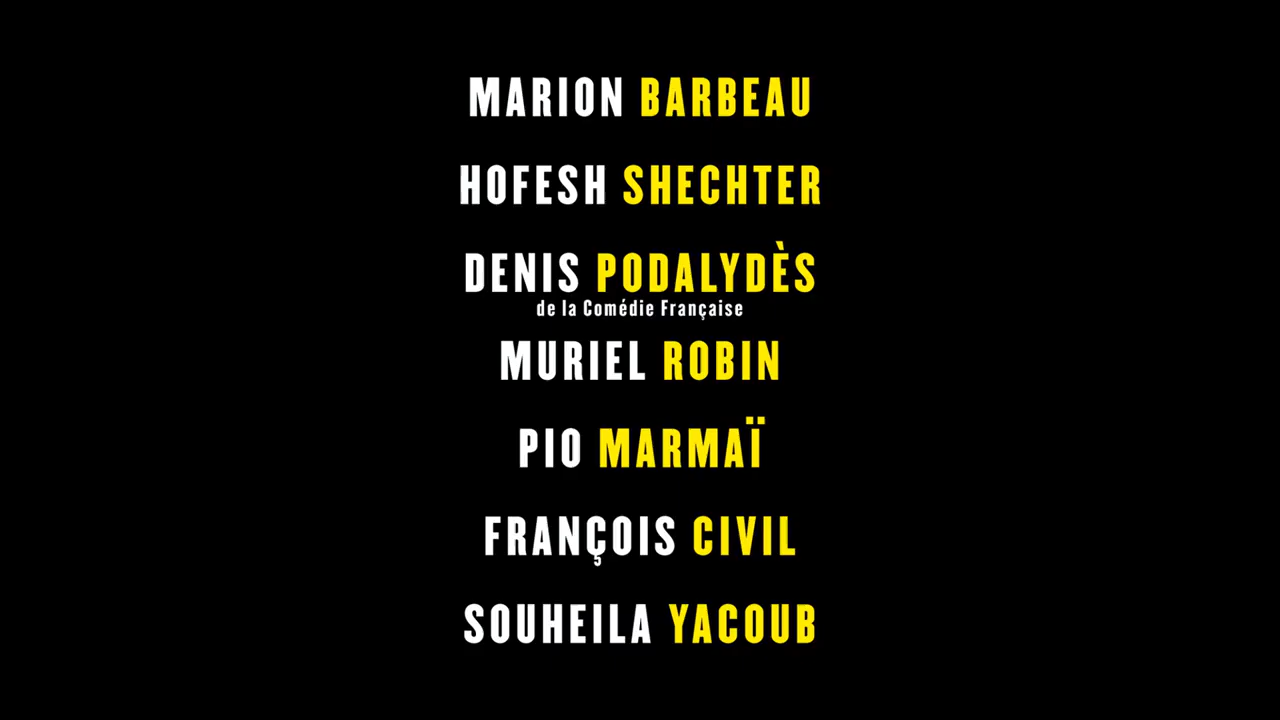 MARION BARBEAU
HOFESH SHECHTER
DENIS PODALYDÈS
de la Comédie Française
MURIEL ROBIN
PIO MARMAÏ
FRANÇOIS CIVIL
SOUHEILA YACOUB